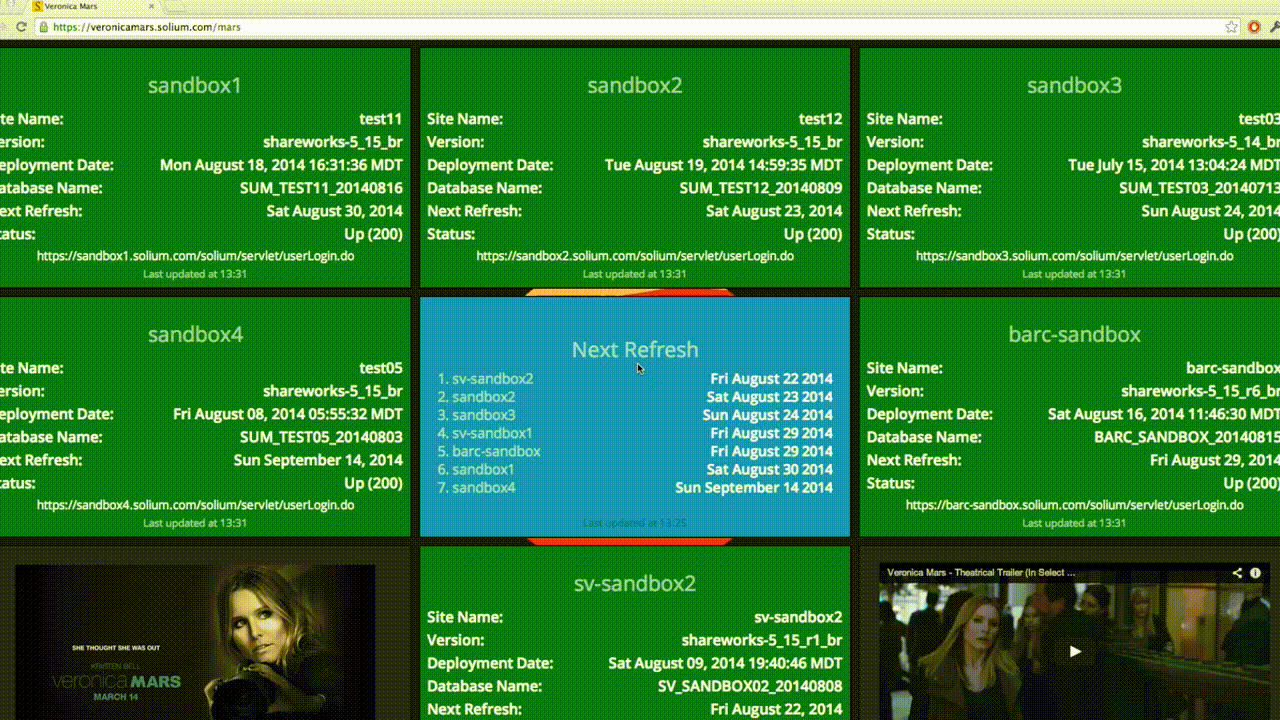 Veronica Mars
https://veronicamars.solium.com/mars
sandbox1
te Name: test11
ersion: shareworks-5_15_br
Deployment Date: Mon August 18, 2014 16:31:36 MDT
atabase Name: SUM_TEST11_20140816
ext Refresh: Sat August 30, 2014
tatus: Up (200)
https://sandbox1.solium.com/solium/servlet/userLogin.do
Last updated at 13:31
sandbox2
Site Name: test12
Version: shareworks-5_15_br
Deployment Date: Tue August 19, 2014 14:59:35 MDT
Database Name: SUM_TEST12_20140809
Next Refresh: Sat August 23, 2014
Status: Up (200)
https://sandbox2.solium.com/solium/servlet/userLogin.do
Last updated at 13:31
sandbox3
Site Name: test03
Version: shareworks-5_14_br
Deployment Date: Tue July 15, 2014 13:04:24 MDT
Database Name: SUM_TEST03_20140713
Next Refresh: Sun August 24, 2014
Status: Up (200)
https://sandbox3.solium.com/solium/servlet/userLogin.do
Last updated at 13:31
sandbox4
te Name: test05
ersion: shareworks-5_15_br
Deployment Date: Fri August 08, 2014 05:55:32 MDT
atabase Name: SUM_TEST05_20140803
ext Refresh: Sun September 14, 2014
tatus: Up (200)
https://sandbox4.solium.com/solium/servlet/userLogin.do
Last updated at 13:31
Next Refresh
1. sv-sandbox2 Fri August 22 2014
2. sandbox2 Sat August 23 2014
3. sandbox3 Sun August 24 2014
4. sv-sandbox1 Fri August 29 2014
5. barc-sandbox Fri August 29 2014
6. sandbox1 Sat August 30 2014
7. sandbox4 Sun September 14 2014
Last updated at 13:25
barc-sandbox
Site Name: barc-sandbox
Version: shareworks-5_15_r6_br
Deployment Date: Sat August 16, 2014 11:46:30 MDT
Database Name: BARC_SANDBOX_20140815
Next Refresh: Fri August 29, 2014
Status: Up (200)
https://barc-sandbox.solium.com/solium/servlet/userLogin.do
Last updated at 13:31
SHE THOUGHT SHE WAS OUT
KRISTEN BELL
veronica MARS
MARCH 14
sv-sandbox2
Site Name: sv-sandbox2
Version: shareworks-5_15_r1_br
Deployment Date: Sat August 09, 2014 19:40:46 MDT
Database Name: SV_SANDBOX02_20140808
Next Refresh: Fri August 22, 2014
Veronica Mars - Theatrical Trailer (In Select ...